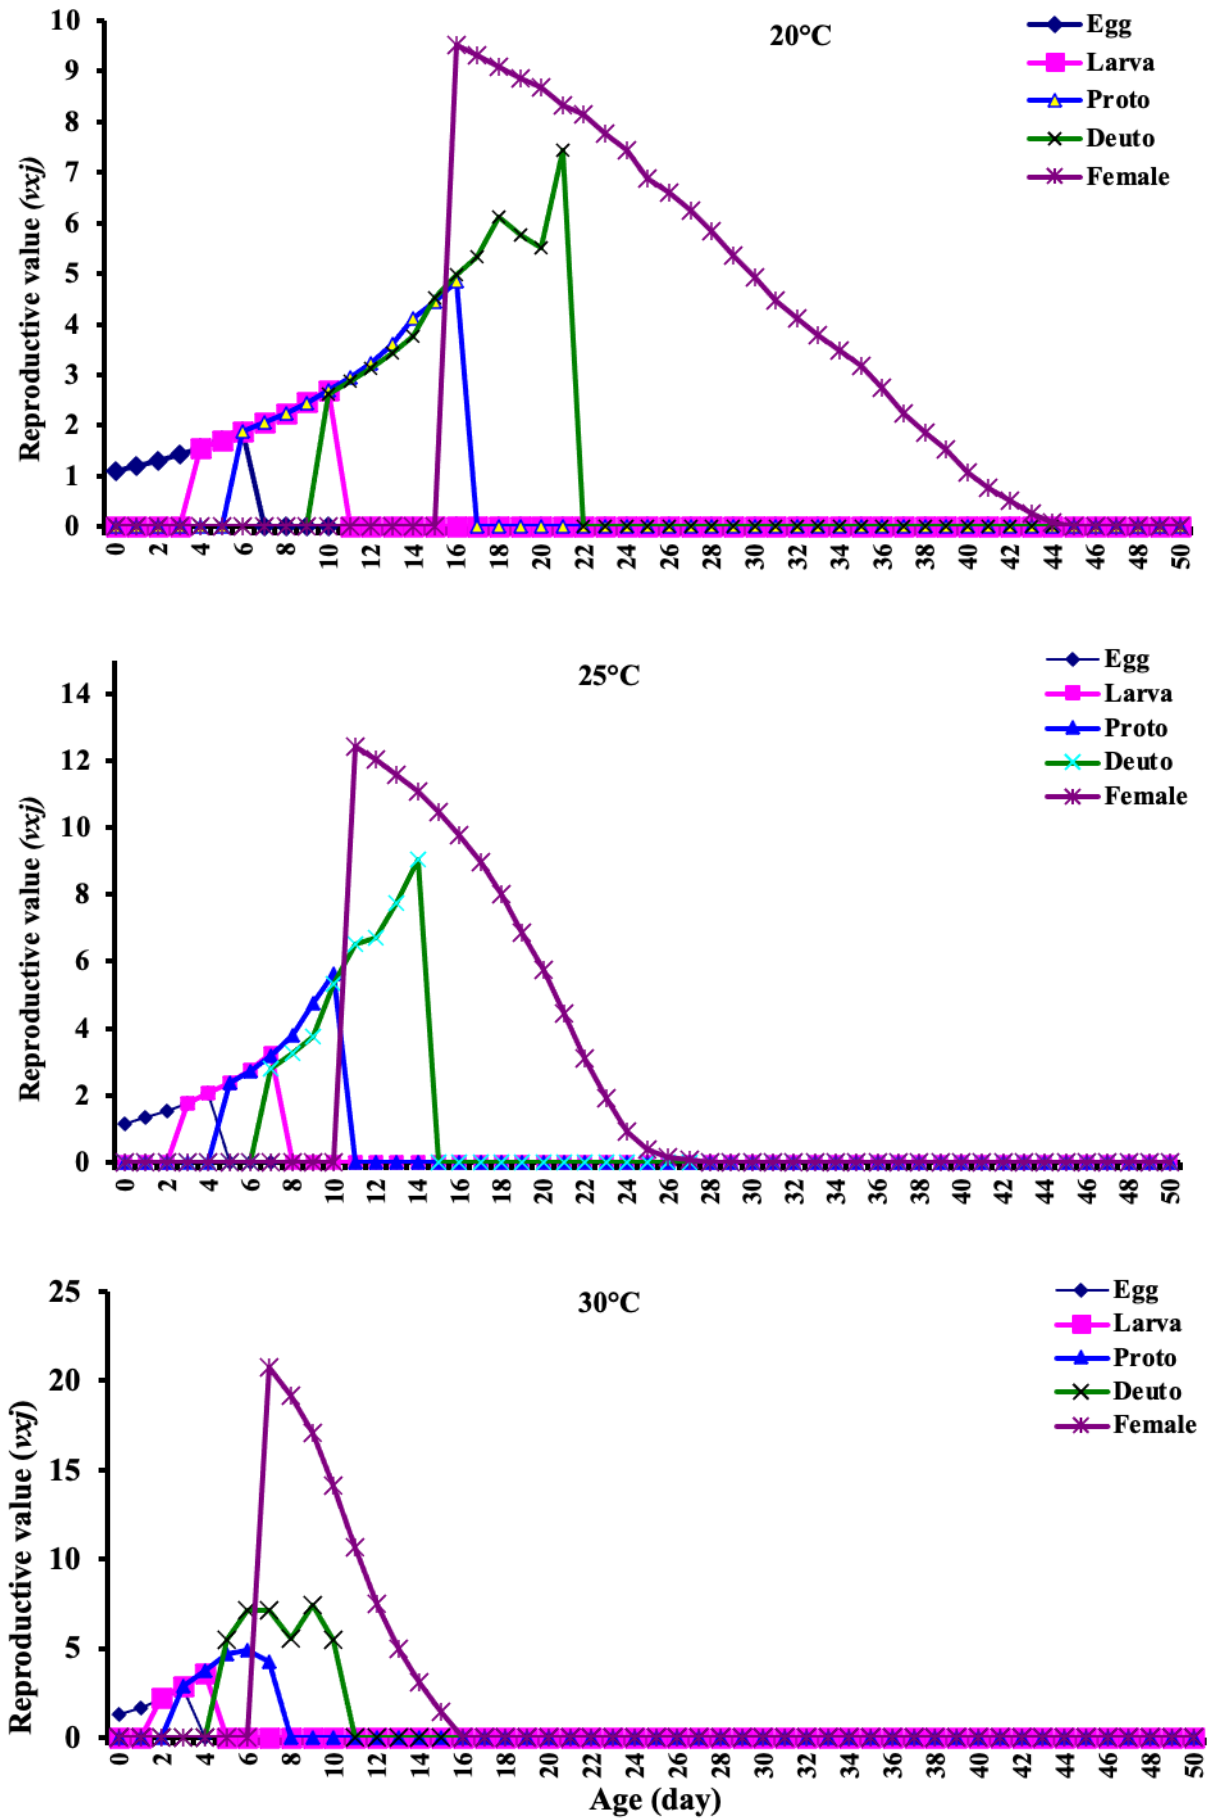 10
9
8
7
6
5
4
3
2
1
0
Reproductive value (vxj)
20°C
Egg
Larva
Proto
Deuto
Female
0 2 4 6 8 10 12 14 16 18 20 22 24 26 28 30 32 34 36 38 40 42 44 46 48 50
14
12
10
8
6
4
2
0
Reproductive value (vxj)
25°C
Egg
Larva
Proto
Deuto
Female
0 2 4 6 8 10 12 14 16 18 20 22 24 26 28 30 32 34 36 38 40 42 44 46 48 50
25
20
15
10
5
0
Reproductive value (vxj)
30°C
Egg
Larva
Proto
Deuto
Female
0 2 4 6 8 10 12 14 16 18 20 22 24 26 28 30 32 34 36 38 40 42 44 46 48 50
Age (day)